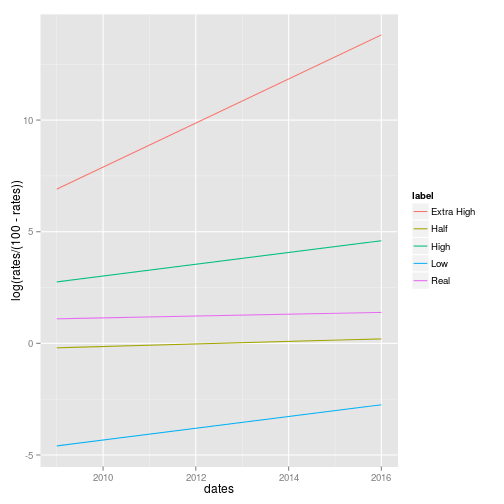 10
5
0
-5
log(rates/(100 - rates))
2010
2012
2014
2016
dates
label
Extra High
Half
High
Low
Real